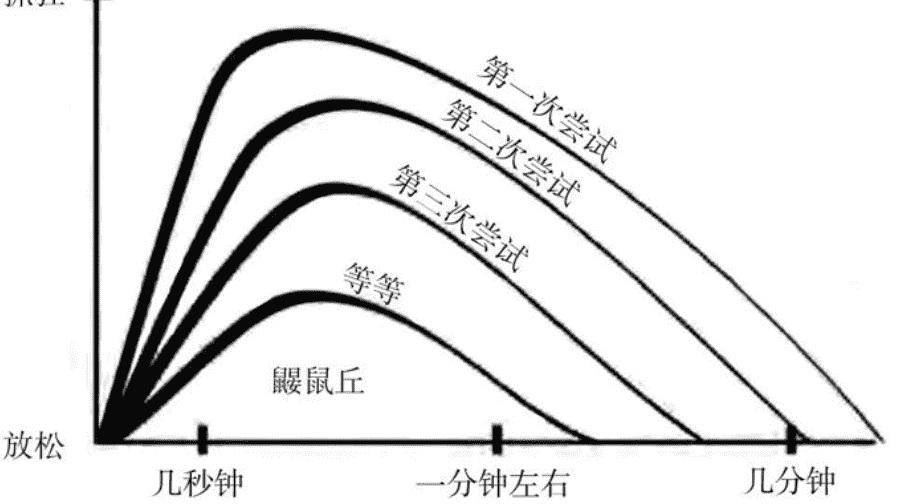 第一次尝试
第二次尝试
第三次尝试
等等
鼹鼠丘
放松
几秒钟
一分钟左右
几分钟